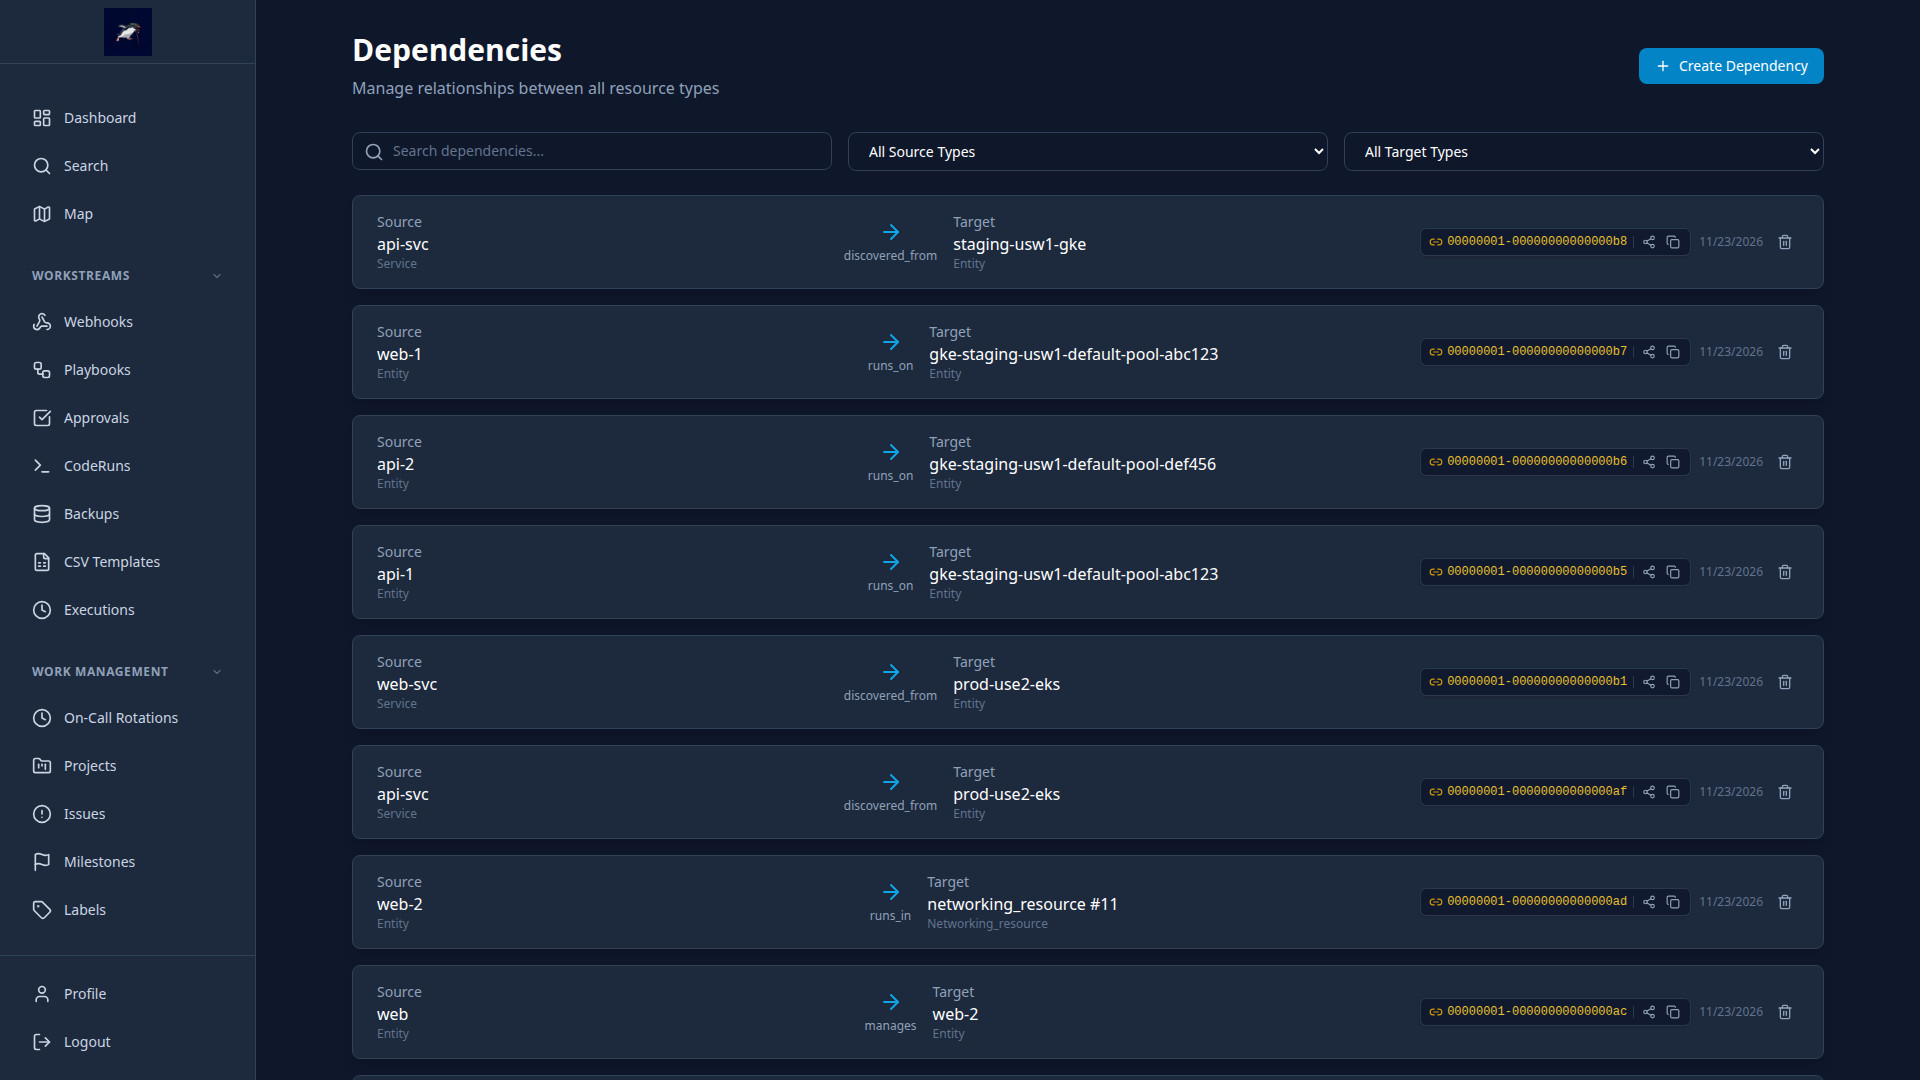 Dashboard
Search
Map
WORKSTREAMS
Webhooks
Playbooks
Approvals
CodeRuns
Backups
CSV Templates
Executions
WORK MANAGEMENT
On-Call Rotations
Projects
Issues
Milestones
Labels
Profile
Logout
Dependencies
Manage relationships between all resource types
Create Dependency
Search dependencies...
All Source Types
All Target Types
Source
api-svc
Service
discovered_from
Target
staging-usw1-gke
Entity
00000001-00000000000000b8
11/23/2026
Source
web-1
Entity
runs_on
Target
gke-staging-usw1-default-pool-abc123
Entity
00000001-00000000000000b7
11/23/2026
Source
api-2
Entity
runs_on
Target
gke-staging-usw1-default-pool-def456
Entity
00000001-00000000000000b6
11/23/2026
Source
api-1
Entity
runs_on
Target
gke-staging-usw1-default-pool-abc123
Entity
00000001-00000000000000b5
11/23/2026
Source
web-svc
Service
discovered_from
Target
prod-use2-eks
Entity
00000001-00000000000000b1
11/23/2026
Source
api-svc
Service
discovered_from
Target
prod-use2-eks
Entity
00000001-00000000000000af
11/23/2026
Source
web-2
Entity
runs_in
Target
networking_resource #11
Networking_resource
00000001-00000000000000ad
11/23/2026
Source
web
Entity
manages
Target
web-2
Entity
00000001-00000000000000ac
11/23/2026